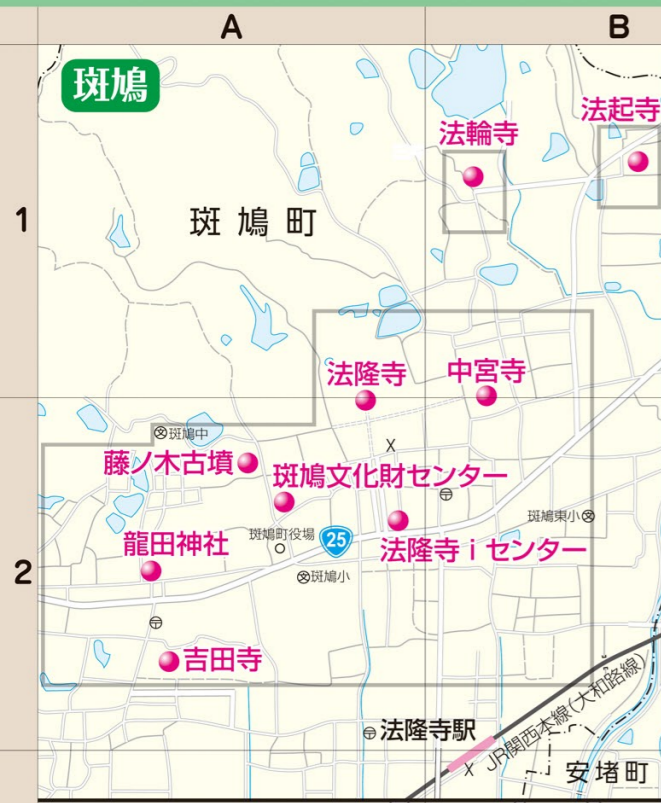 A
B
斑鳩
法起寺
法輪寺
1
斑鳩町
法隆寺
中宮寺
斑鳩中
藤ノ木古墳
斑鳩文化財センター
斑鳩東小
斑鳩町役場
25
龍田神社
法隆寺iセンター
2
斑鳩小
吉田寺
法隆寺駅
JR関西本線(大和路線)
安堵町